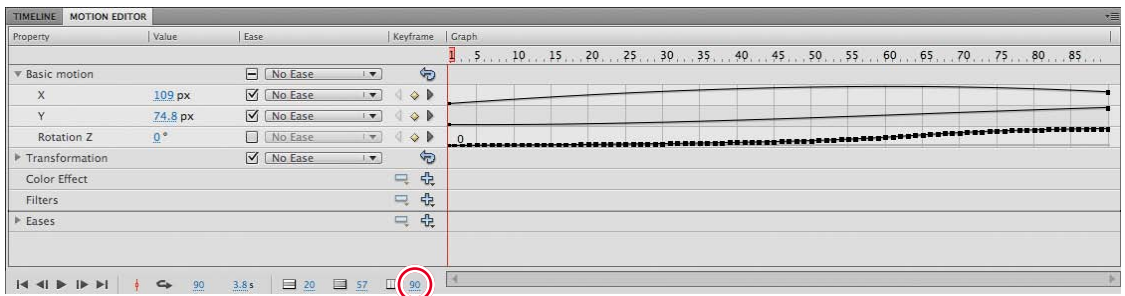 TIMELINE MOTION EDITOR
Property Value Ease Keyframe Graph
1 5 10 15 20 25 30 35 40 45 50 55 60 65 70 75 80 85
Basic motion No Ease
X 109 px No Ease
Y 74.8 px No Ease
Rotation Z 0° No Ease 0
Transformation No Ease
Color Effect
Filters
Eases
90 3.8 s 20 57 90